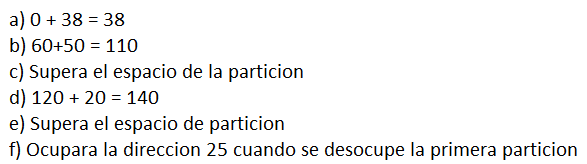 a) 0 + 38 = 38
b) 60+50 = 110
c) Supera el espacio de la particion
d) 120 + 20 = 140
e) Supera el espacio de particion
f) Ocupara la direccion 25 cuando se desocupe la primera particion